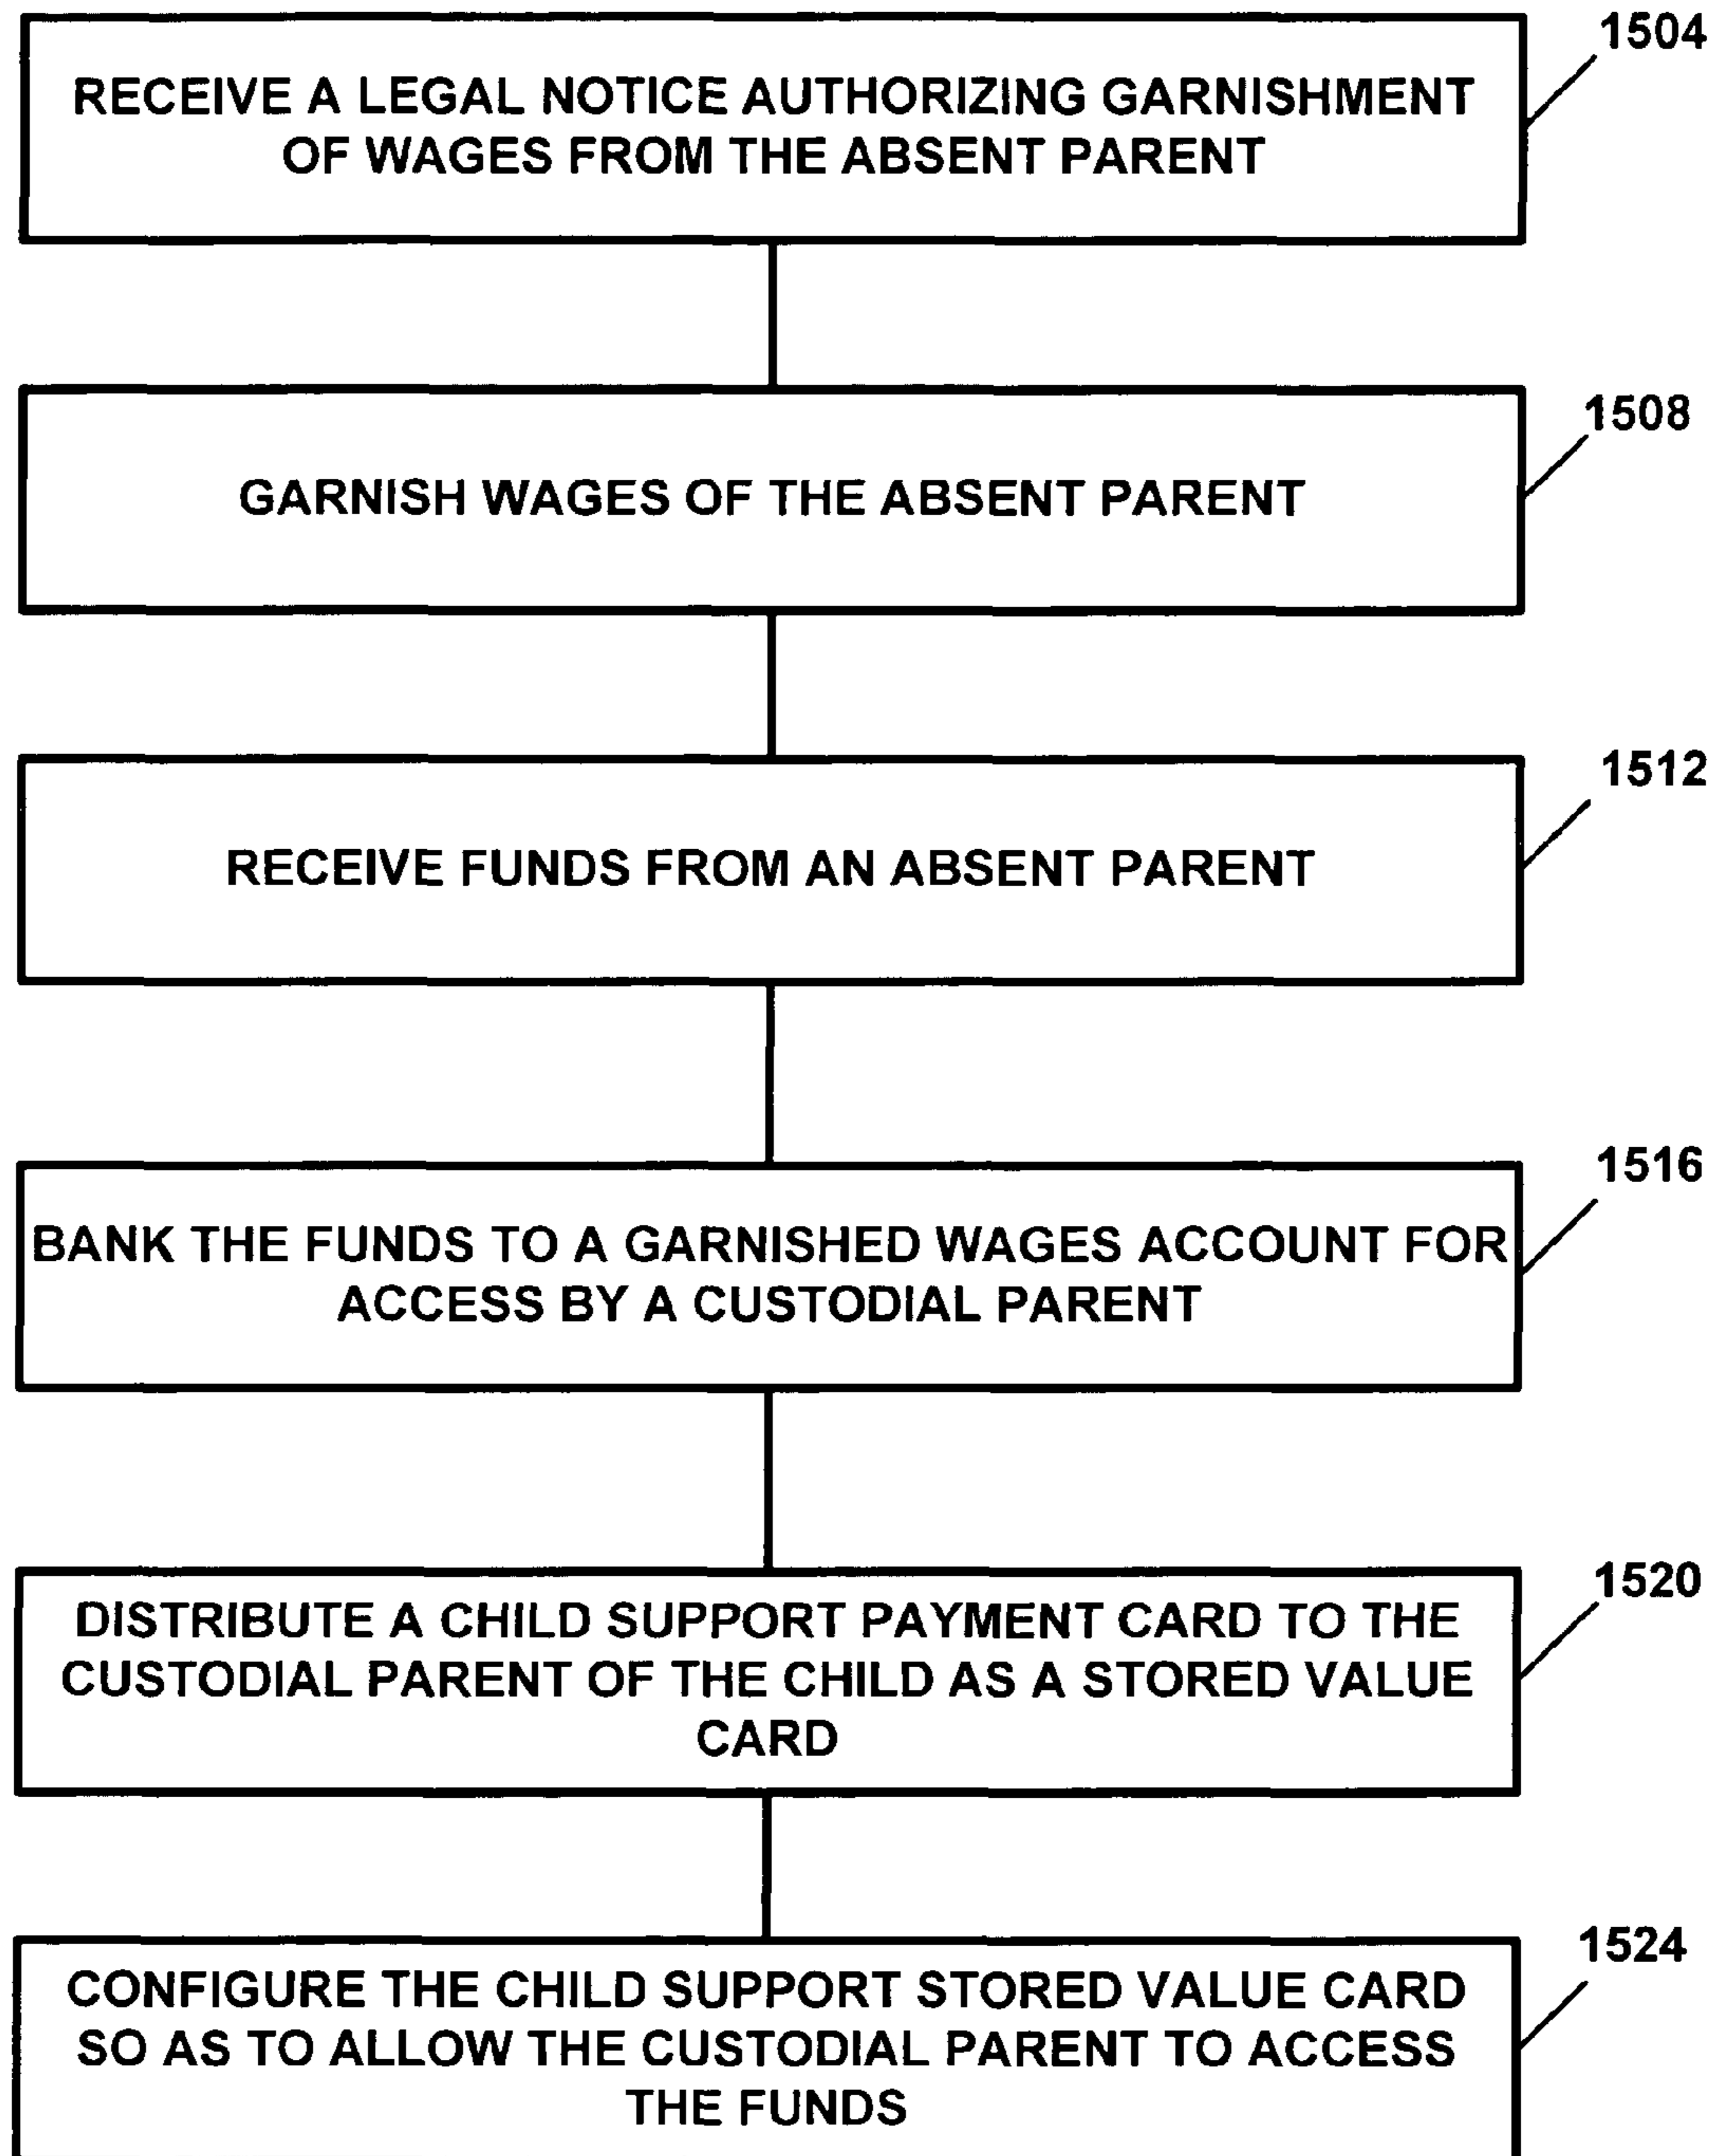 1504
RECEIVE A LEGAL NOTICE AUTHORIZING GARNISHMENT
OF WAGES FROM THE ABSENT PARENT
1508
GARNISH WAGES OF THE ABSENT PARENT
1512
RECEIVE FUNDS FROM AN ABSENT PARENT
1516
BANK THE FUNDS TO A GARNISHED WAGES ACCOUNT FOR
ACCESS BY A CUSTODIAL PARENT
1520
DISTRIBUTE A CHILD SUPPORT PAYMENT CARD TO THE
CUSTODIAL PARENT OF THE CHILD AS A STORED VALUE
CARD
1524
CONFIGURE THE CHILD SUPPORT STORED VALUE CARD
SO AS TO ALLOW THE CUSTODIAL PARENT TO ACCESS
THE FUNDS